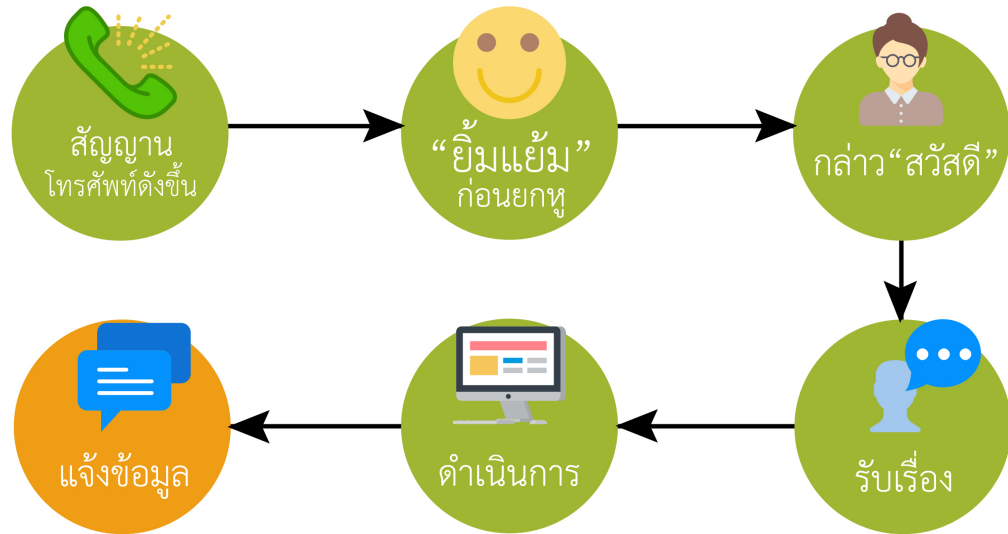 สัญญาน
โทรศัพท์ดังขึ้น
“ยิ้มแย้ม”
ก่อนยกหู
กล่าว“สวัสดี”
รับเรื่อง
ดำเนินการ
แจ้งข้อมูล